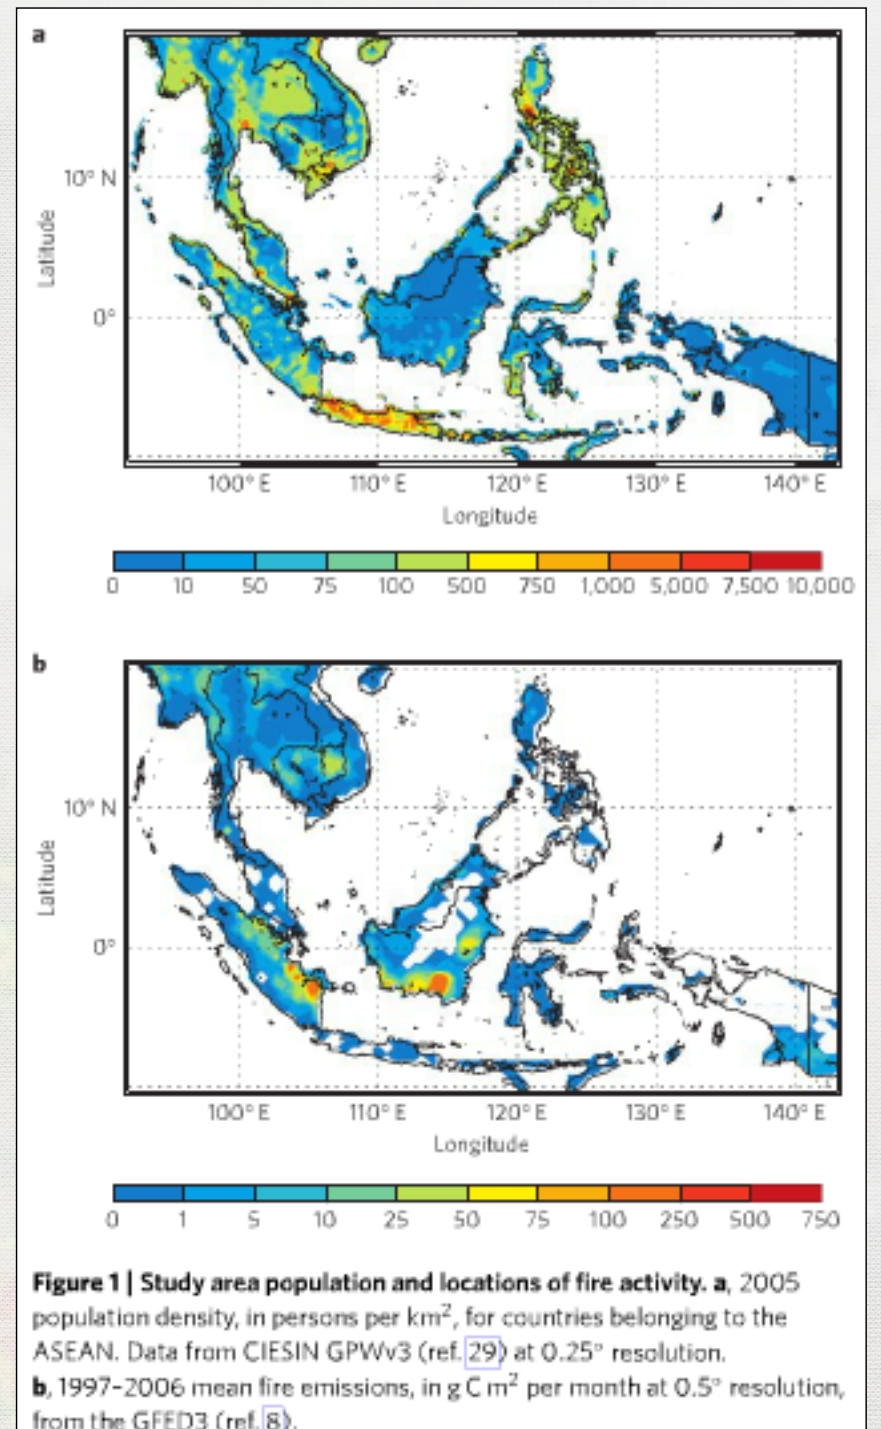 a
10° N
Latitude
0°
100° E 110° E 120° E 130° E 140° E
Longitude
0 10 50 75 100 500 750 1,000 5,000 7,500 10,000
b
10° N
Latitude
0°
100° E 110° E 120° E 130° E 140° E
Longitude
0 1 5 10 25 50 75 100 250 500 750
Figure 1 | Study area population and locations of fire activity. a, 2005
population density, in persons per km², for countries belonging to the
ASEAN. Data from CIESIN GPWv3 (ref. 29) at 0.25° resolution.
b, 1997–2006 mean fire emissions, in g C m² per month at 0.5° resolution,
from the GFED3 (ref. 8).